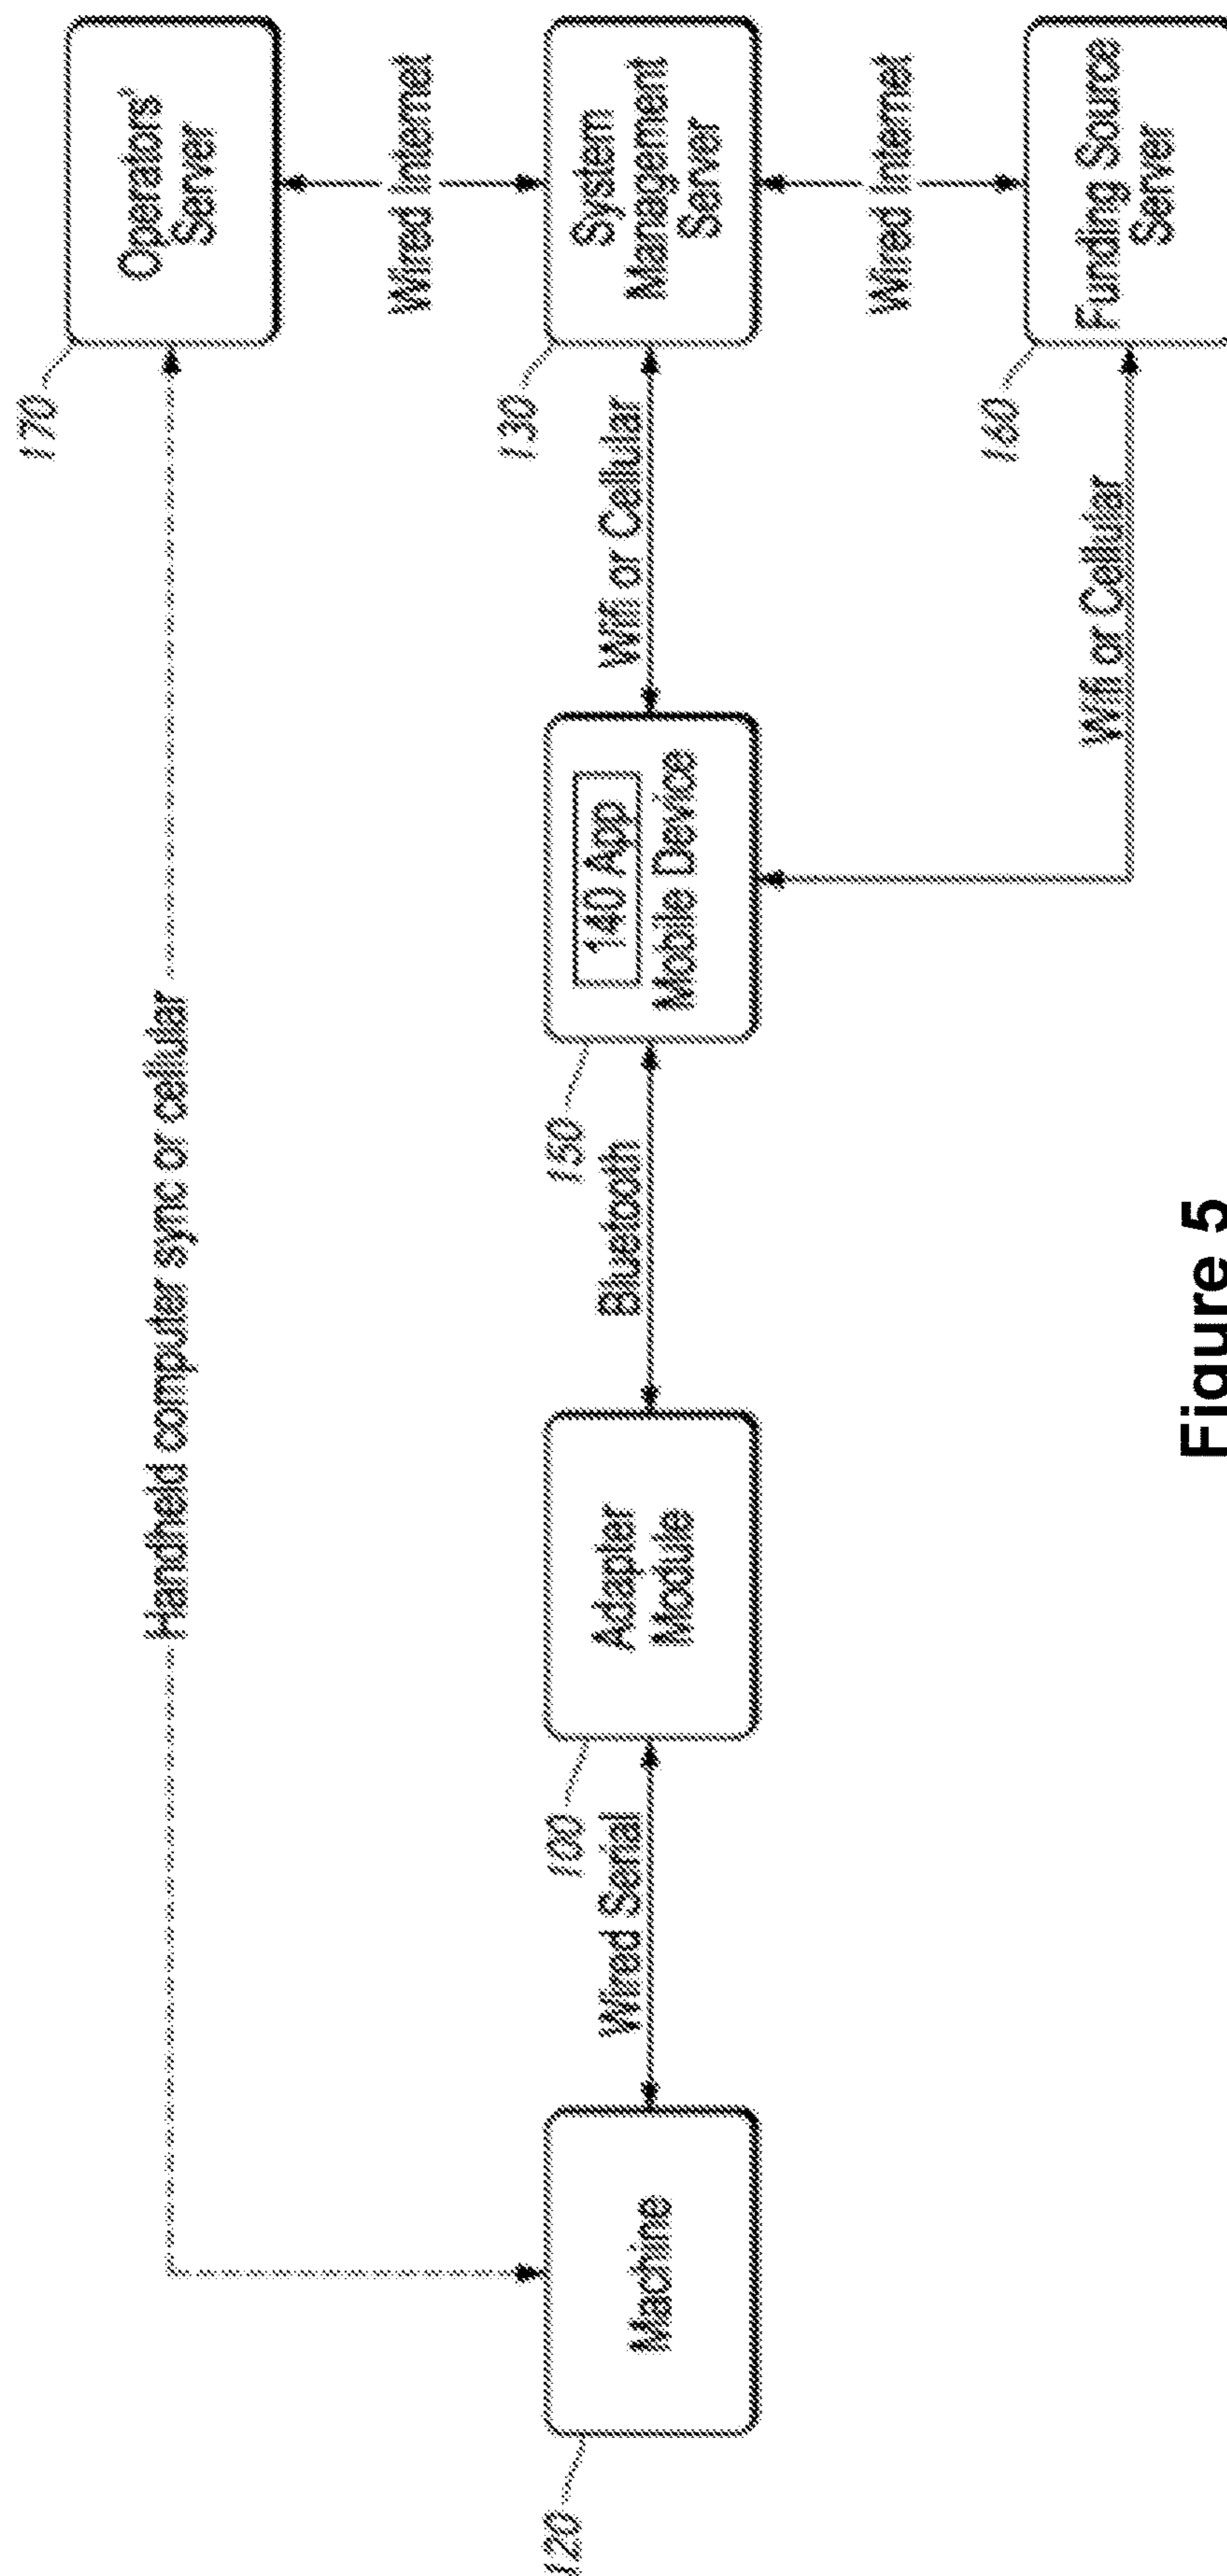 170
Operators'
Server
Handheld computer sync or cellular
Wired Internet
120
Machine
Wired Serial
100
Adapter
Module
Bluetooth
150
140 App
Mobile Device
Wifi or Cellular
130
System
Management
Server
Wired Internet
160
Funding Source
Server
Wifi or Cellular
Figure 5